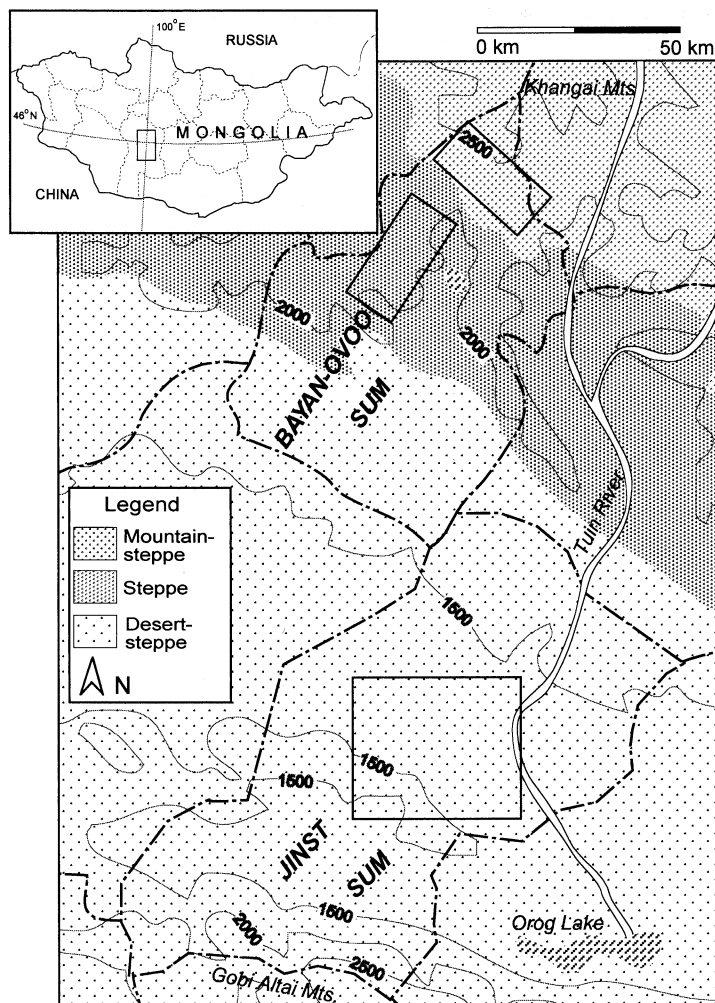 100°E
RUSSIA
46°N
MONGOLIA
CHINA
0 km
50 km
Khangai Mts
2500
2000
2000
BAYAN-OVOO
SUM
Legend
Mountain-
steppe
Steppe
Desert-
steppe
N
Tuin River
1500
1500
1500
JINST
SUM
1500
2000
2500
Orog Lake
Gobi Altai Mts.